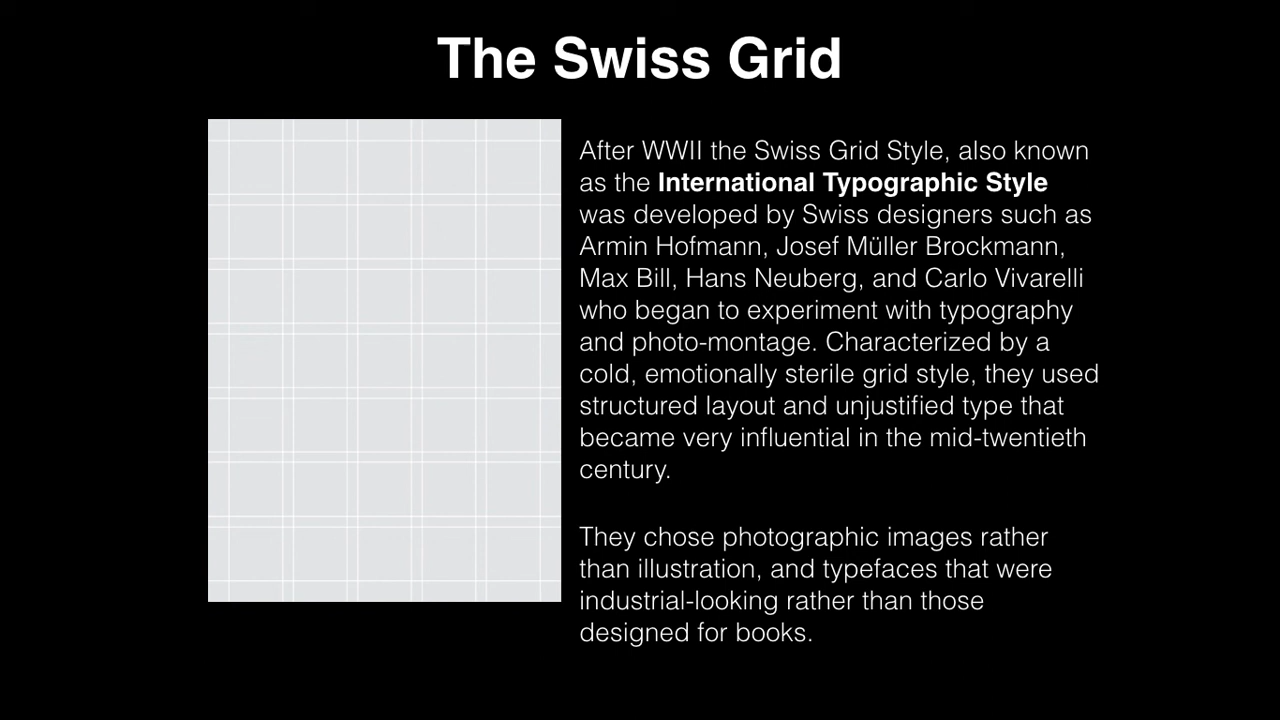 The Swiss Grid
After WWII the Swiss Grid Style, also known
as the International Typographic Style
was developed by Swiss designers such as
Armin Hofmann, Josef Müller Brockmann,
Max Bill, Hans Neuberg, and Carlo Vivarelli
who began to experiment with typography
and photo-montage. Characterized by a
cold, emotionally sterile grid style, they used
structured layout and unjustified type that
became very influential in the mid-twentieth
century.
They chose photographic images rather
than illustration, and typefaces that were
industrial-looking rather than those
designed for books.